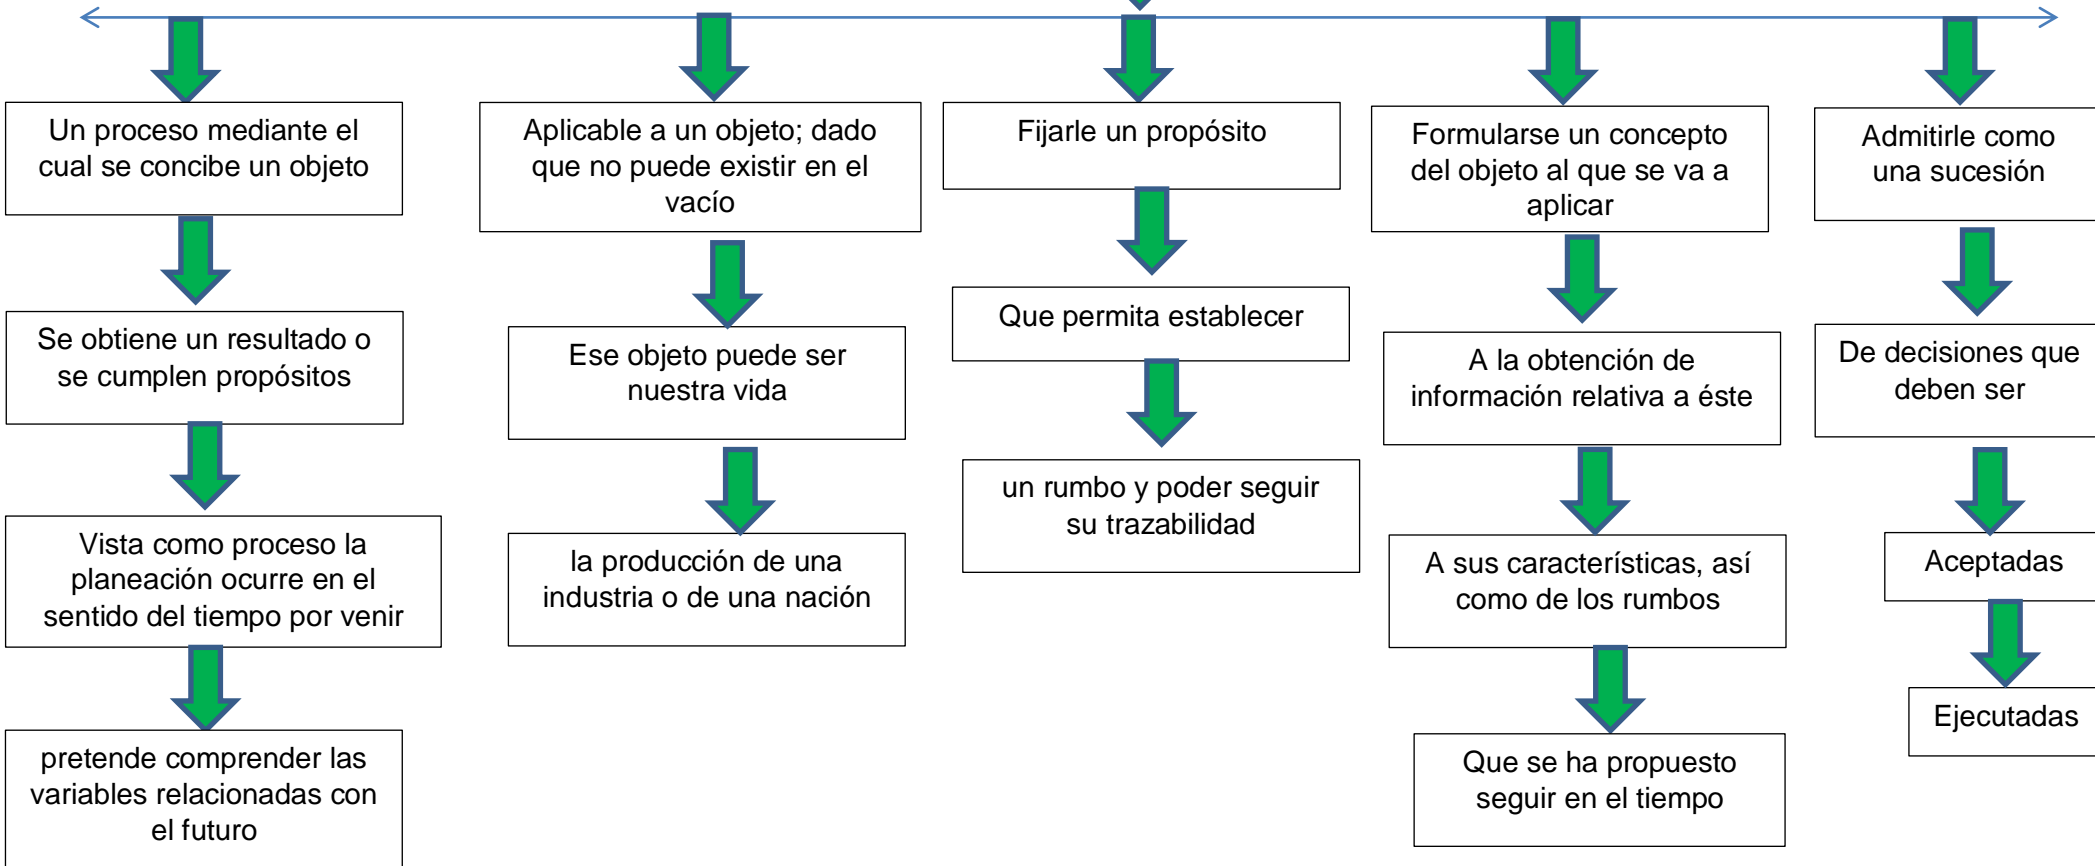 Un proceso mediante el
cual se concibe un objeto
Se obtiene un resultado o
se cumplen propósitos
Vista como proceso la
planeación ocurre en el
sentido del tiempo por venir
pretende comprender las
variables relacionadas con
el futuro
Aplicable a un objeto; dado
que no puede existir en el
vacío
Ese objeto puede ser
nuestra vida
la producción de una
industria o de una nación
Fijarle un propósito
Que permita establecer
un rumbo y poder seguir
su trazabilidad
Formularse un concepto
del objeto al que se va a
aplicar
A la obtención de
información relativa a éste
A sus características, así
como de los rumbos
Que se ha propuesto
seguir en el tiempo
Admitirle como
una sucesión
De decisiones que
deben ser
Aceptadas
Ejecutadas